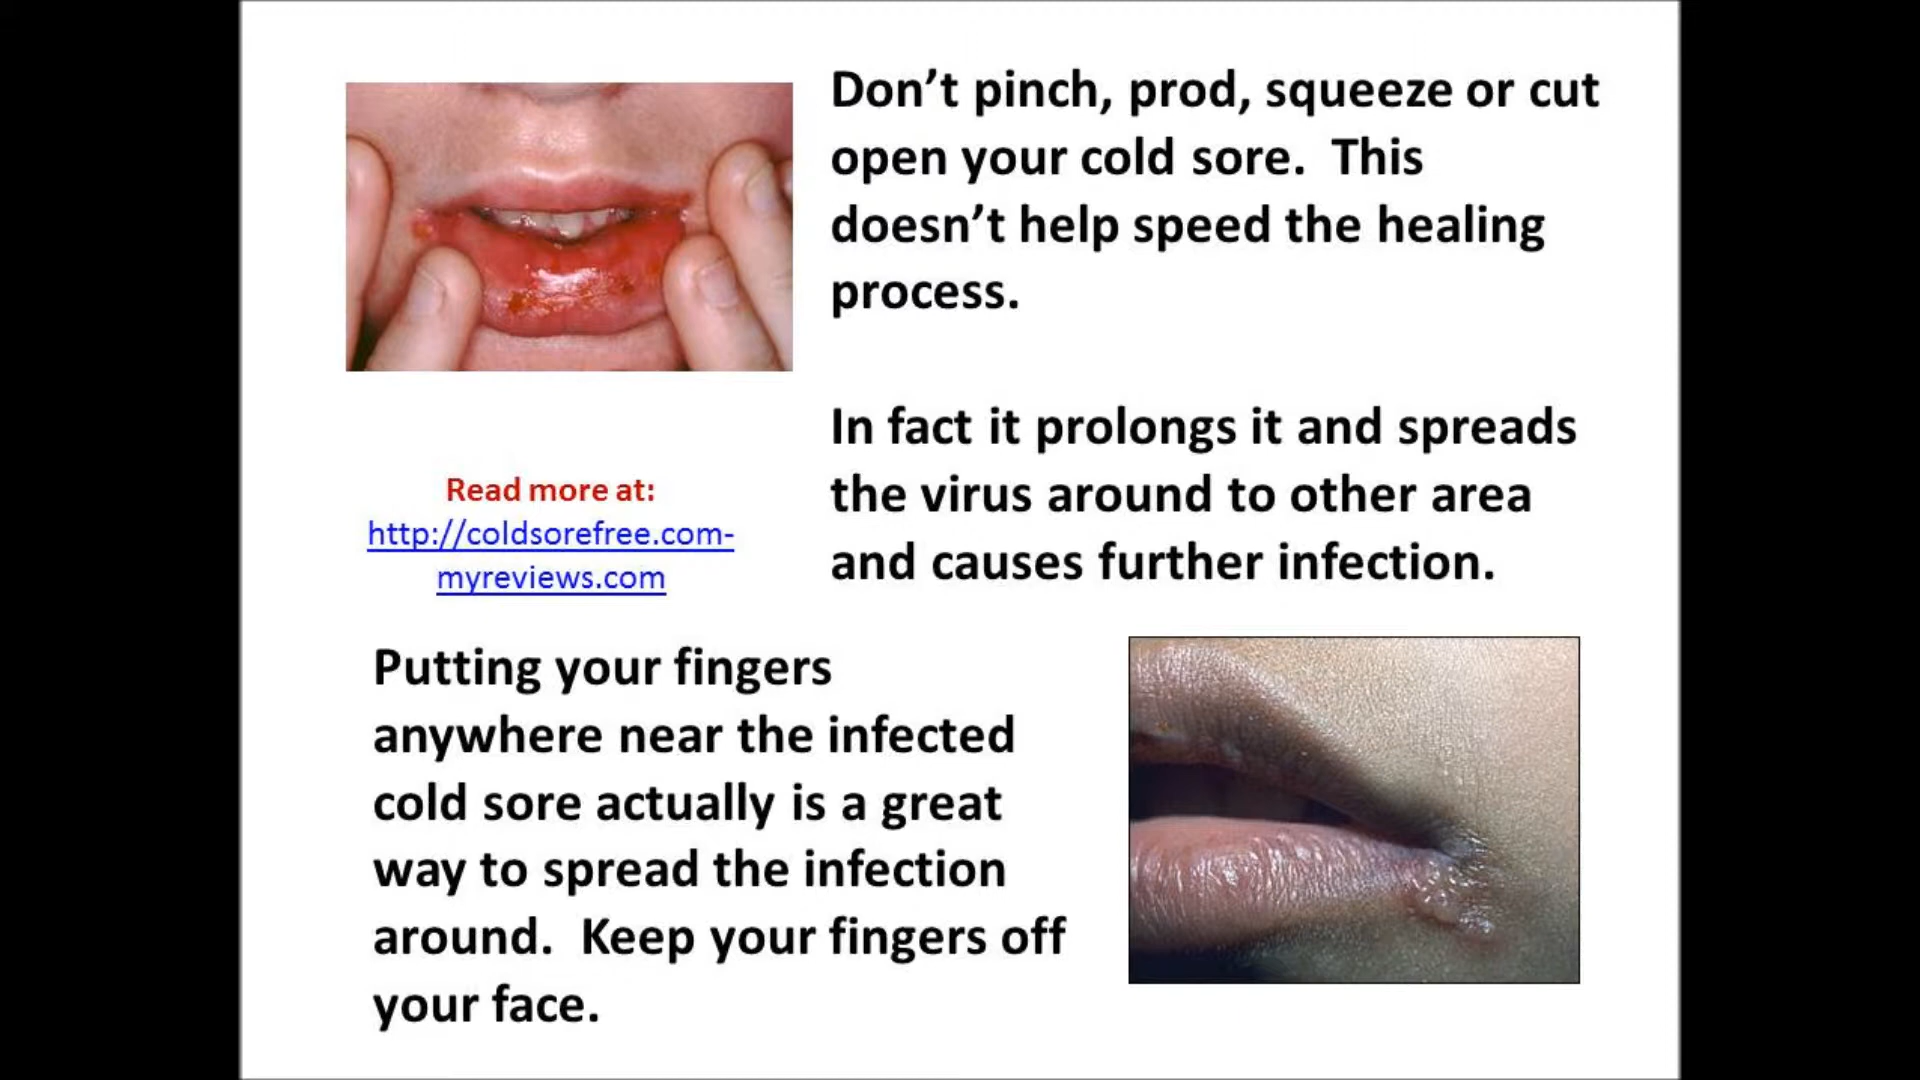 Don't pinch, prod, squeeze or cut
open your cold sore.  This
doesn't help speed the healing
process.
In fact it prolongs it and spreads
the virus around to other area
and causes further infection.
Read more at:
http://coldsorefree.com-
myreviews.com
Putting your fingers
anywhere near the infected
cold sore actually is a great
way to spread the infection
around.  Keep your fingers off
your face.